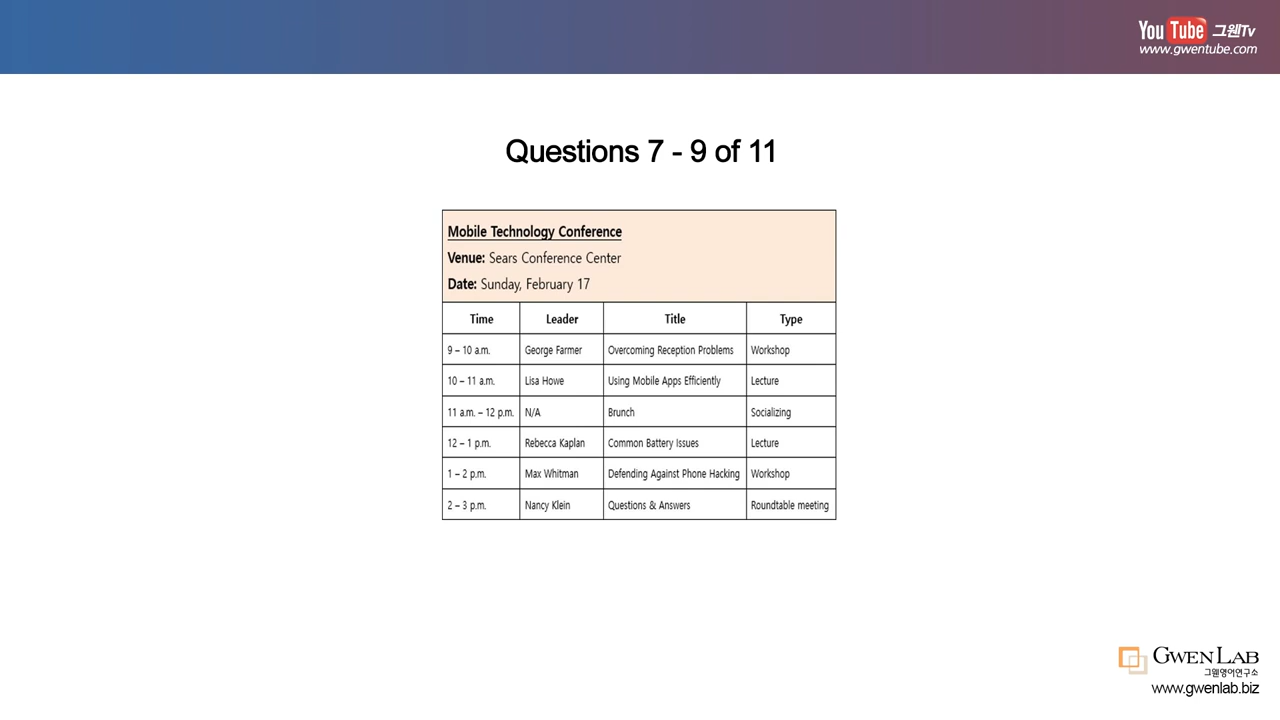 You Tube 그웬Tv
www.gwentube.com
Questions 7 - 9 of 11
Mobile Technology Conference
Venue: Sears Conference Center
Date: Sunday, February 17
Time Leader Title Type
9 – 10 a.m. George Farmer Overcoming Reception Problems Workshop
10 – 11 a.m. Lisa Howe Using Mobile Apps Efficiently Lecture
11 a.m. – 12 p.m. N/A Brunch Socializing
12 – 1 p.m. Rebecca Kaplan Common Battery Issues Lecture
1 – 2 p.m. Max Whitman Defending Against Phone Hacking Workshop
2 – 3 p.m. Nancy Klein Questions & Answers Roundtable meeting
GWEN LAB
그웬영어연구소
www.gwenlab.biz